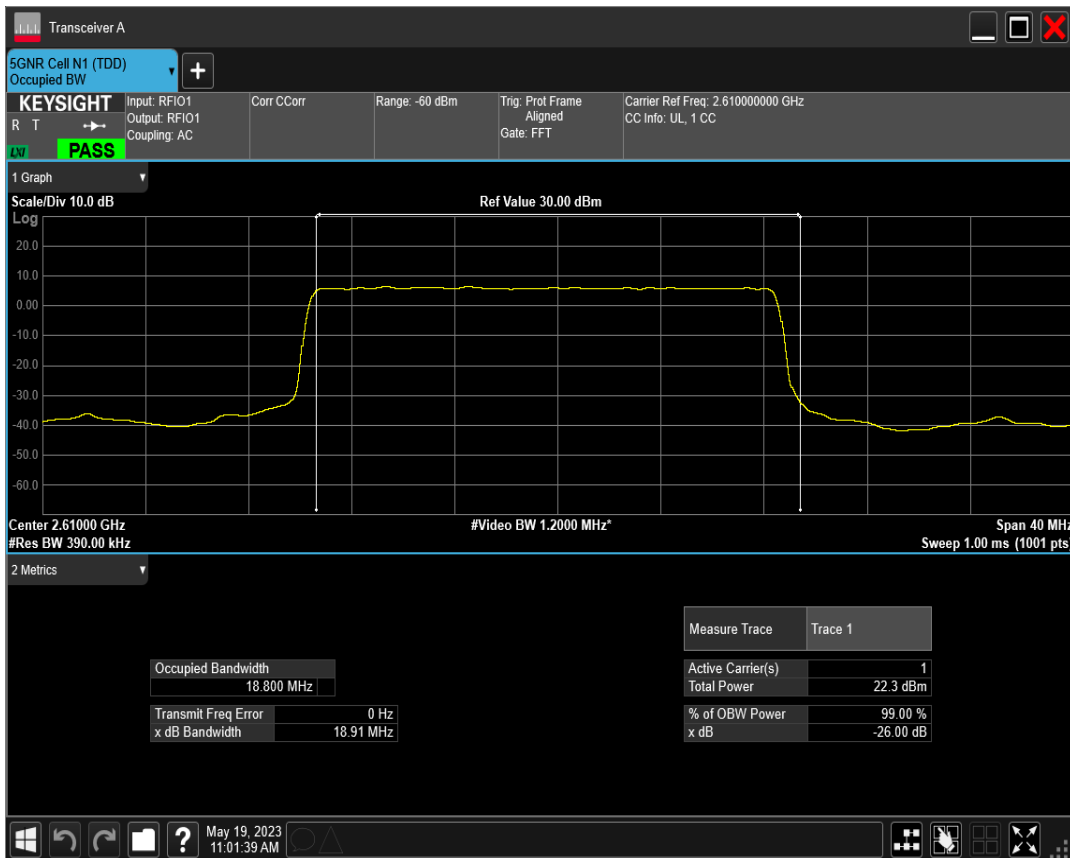 Transceiver A
5GNR Cell N1 (TDD)
Occupied BW
KEYSIGHT
R T
LXI
PASS
Input: RFIO1
Output: RFIO1
Coupling: AC
Corr CCorr
Range: -60 dBm
Trig: Prot Frame
Aligned
Gate: FFT
Carrier Ref Freq: 2.610000000 GHz
CC Info: UL, 1 CC
1 Graph
Scale/Div 10.0 dB
Ref Value 30.00 dBm
Log
20.0
10.0
0.00
-10.0
-20.0
-30.0
-40.0
-50.0
-60.0
Center 2.61000 GHz
#Video BW 1.2000 MHz*
Span 40 MHz
#Res BW 390.00 kHz
Sweep 1.00 ms (1001 pts)
2 Metrics
Measure Trace Trace 1
Occupied Bandwidth
18.800 MHz
Active Carrier(s) 1
Total Power 22.3 dBm
Transmit Freq Error 0 Hz
x dB Bandwidth 18.91 MHz
% of OBW Power 99.00 %
x dB -26.00 dB
May 19, 2023
11:01:39 AM